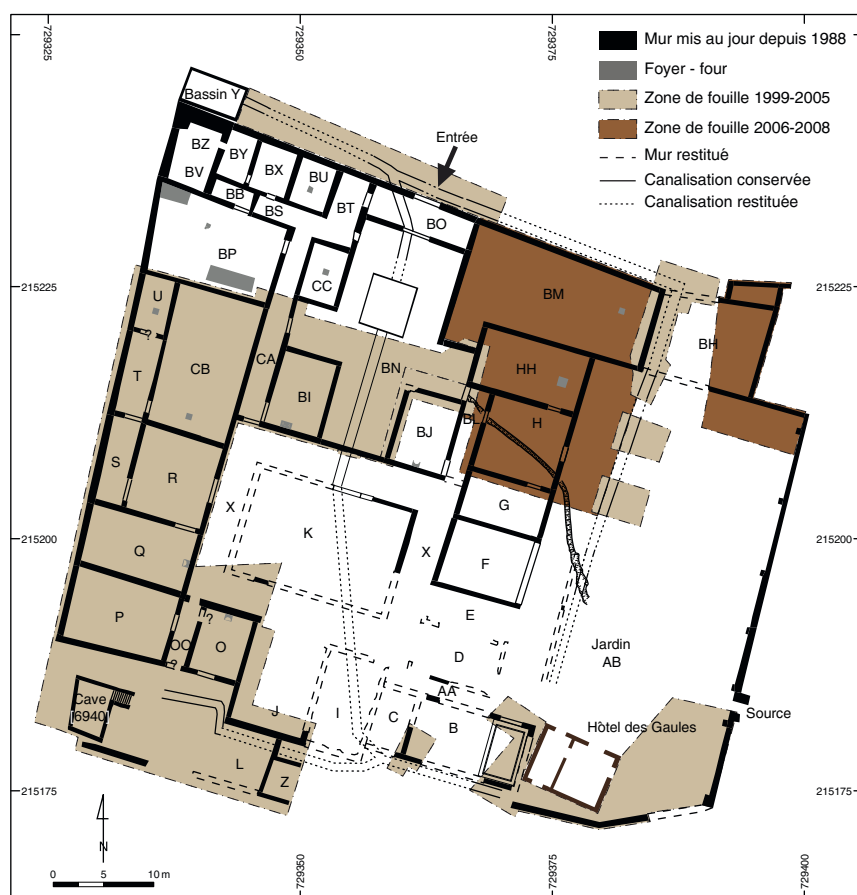 729325
729350
729375
Mur mis au jour depuis 1988
Foyer - four
Zone de fouille 1999-2005
Zone de fouille 2006-2008
Mur restitué
Canalisation conservée
Canalisation restituée
Bassin Y
Entrée
BZ
BY
BV
BX
BU
BB
BS
BT
BO
BP
CC
BM
215225
215225
U
?
BH
CA
BN
HH
T
CB
BI
BJ
BL
H
S
R
X
K
G
215200
215200
Q
X
F
P
?
E
OO
O
?
D
Jardin
AB
AA
Cave
[6940]
J
I
C
B
Hôtel des Gaules
Source
L
Z
215175
215175
N
0
5
10 m
729350
729375
729400